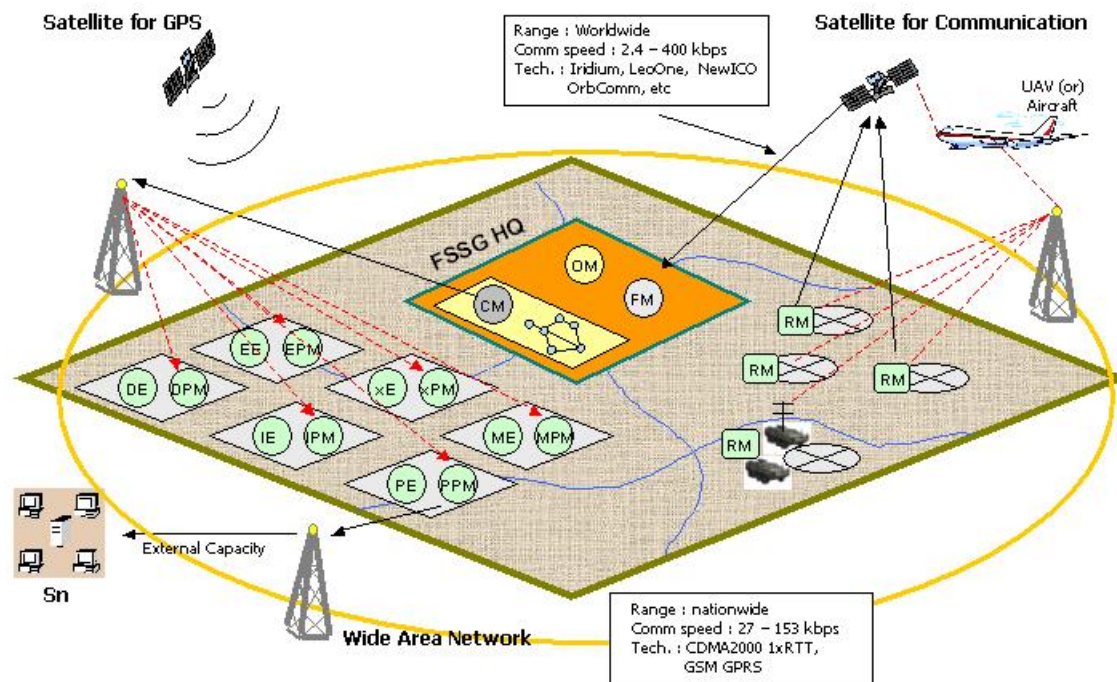 Satellite for GPS
Range : Worldwide
Comm speed : 2.4 – 400 kbps
Tech. : Iridium, LeoOne, NewICO
OrbComm, etc
Satellite for Communication
UAV (or)
Aircraft
FSSG HQ
OM
CM
FM
RM
EE EPM
DE DPM
xE xPM
RM
RM
IE IPM
ME MPM
RM
PE PPM
External Capacity
Sn
Wide Area Network
Range : nationwide
Comm speed : 27 – 153 kbps
Tech. : CDMA2000 1xRTT,
GSM GPRS